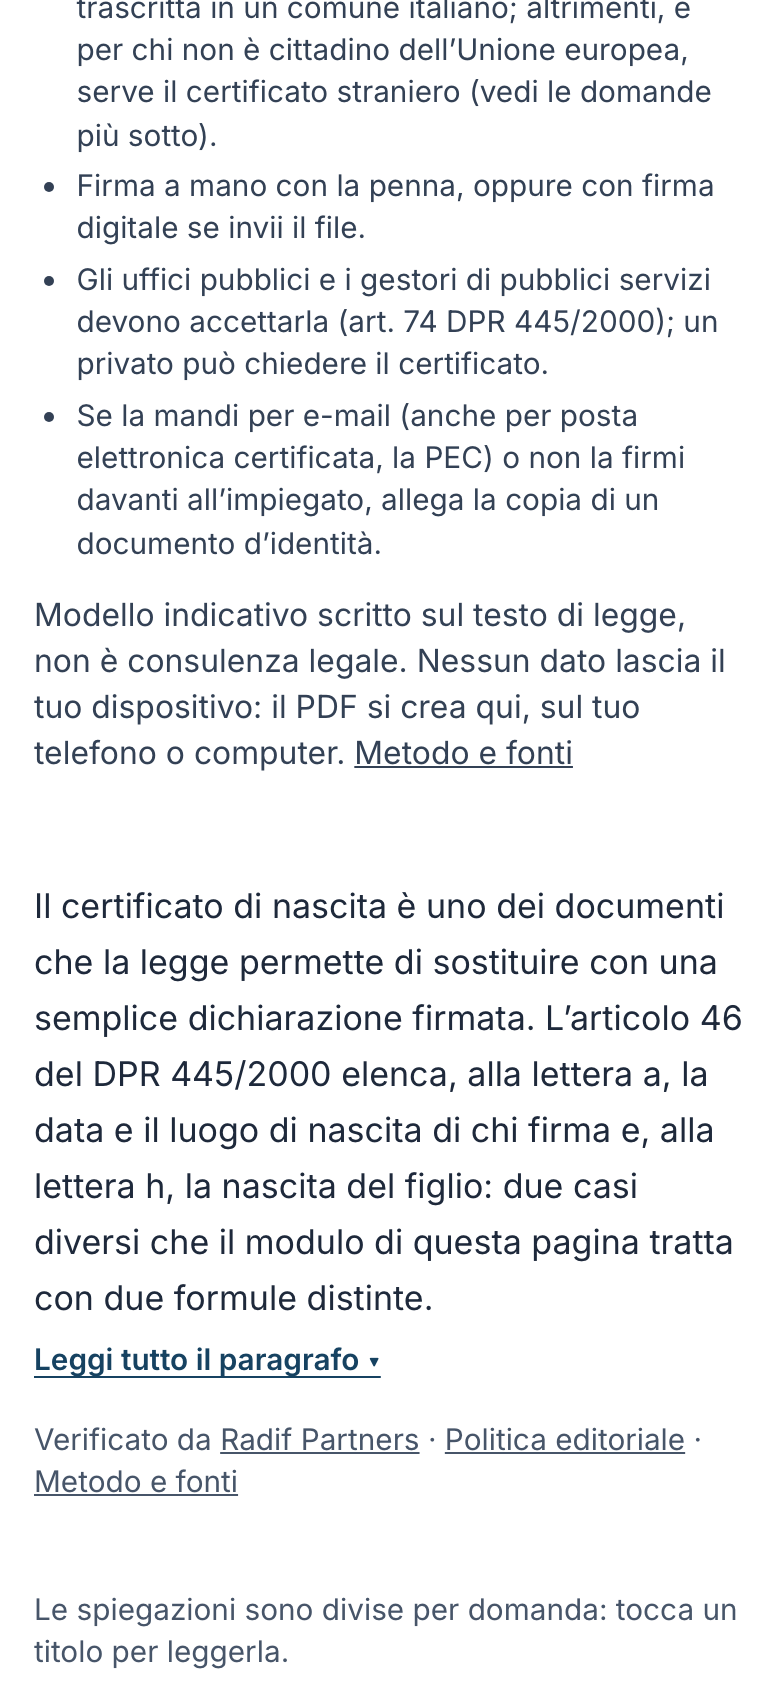 trascritta in un comune italiano; altrimenti, e
per chi non è cittadino dell’Unione europea,
serve il certificato straniero (vedi le domande
più sotto).
• Firma a mano con la penna, oppure con firma
digitale se invii il file.
• Gli uffici pubblici e i gestori di pubblici servizi
devono accettarla (art. 74 DPR 445/2000); un
privato può chiedere il certificato.
• Se la mandi per e-mail (anche per posta
elettronica certificata, la PEC) o non la firmi
davanti all’impiegato, allega la copia di un
documento d’identità.
Modello indicativo scritto sul testo di legge,
non è consulenza legale. Nessun dato lascia il
tuo dispositivo: il PDF si crea qui, sul tuo
telefono o computer. Metodo e fonti
Il certificato di nascita è uno dei documenti
che la legge permette di sostituire con una
semplice dichiarazione firmata. L’articolo 46
del DPR 445/2000 elenca, alla lettera a, la
data e il luogo di nascita di chi firma e, alla
lettera h, la nascita del figlio: due casi
diversi che il modulo di questa pagina tratta
con due formule distinte.
Leggi tutto il paragrafo ▾
Verificato da Radif Partners · Politica editoriale ·
Metodo e fonti
Le spiegazioni sono divise per domanda: tocca un
titolo per leggerla.